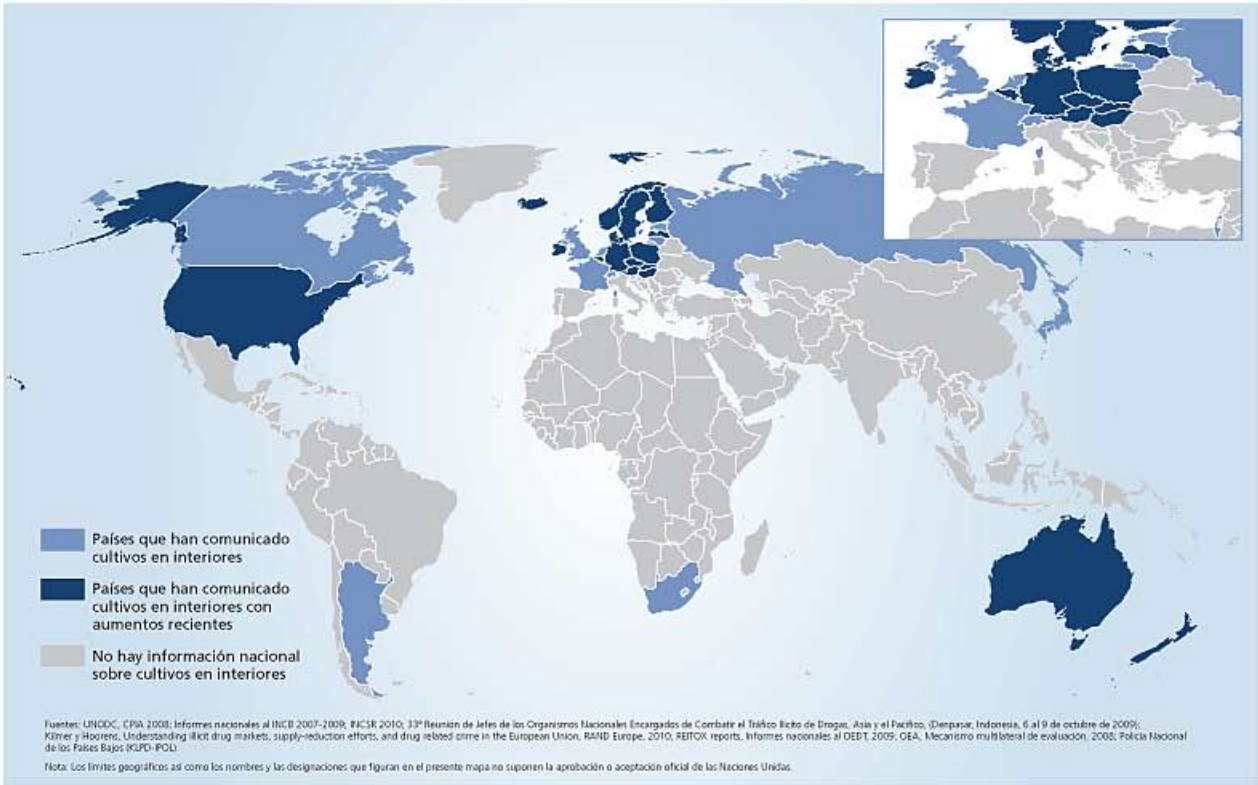 Países que han comunicado
cultivos en interiores
Países que han comunicado
cultivos en interiores con
aumentos recientes
No hay información nacional
sobre cultivos en interiores
Fuentes: UNODC, CPIA 2008; Informes nacionales al INCB 2007-2009; INCSR 2010; 33ª Reunión de Jefes de los Organismos Nacionales Encargados de Combatir el Tráfico Ilícito de Drogas, Asia y el Pacífico, (Denpasar, Indonesia, 6 al 9 de octubre de 2009);
Kilmer y Hoorens, Understanding illicit drug markets, supply-reduction efforts, and drug related crime in the European Union, RAND Europe, 2010; REITOX reports, Informes nacionales al OEDT, 2009; OEA, Mecanismo multilateral de evaluación, 2008; Policía Nacional
de los Países Bajos (KLPD-IPOL)
Nota: Los límites geográficos así como los nombres y las designaciones que figuran en el presente mapa no suponen la aprobación o aceptación oficial de las Naciones Unidas.